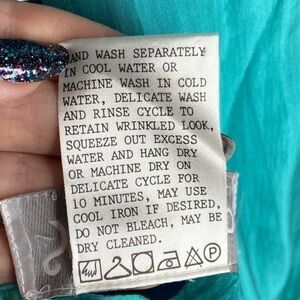 HAND WASH SEPARATELY
IN COOL WATER OR
MACHINE WASH IN COLD
WATER, DELICATE WASH
AND RINSE CYCLE TO
RETAIN WRINKLED LOOK,
SQUEEZE OUT EXCESS
WATER AND HANG DRY
OR MACHINE DRY ON
DELICATE CYCLE FOR
10 MINUTES, MAY USE
COOL IRON IF DESIRED,
DO NOT BLEACH, MAY BE
DRY CLEANED.
P